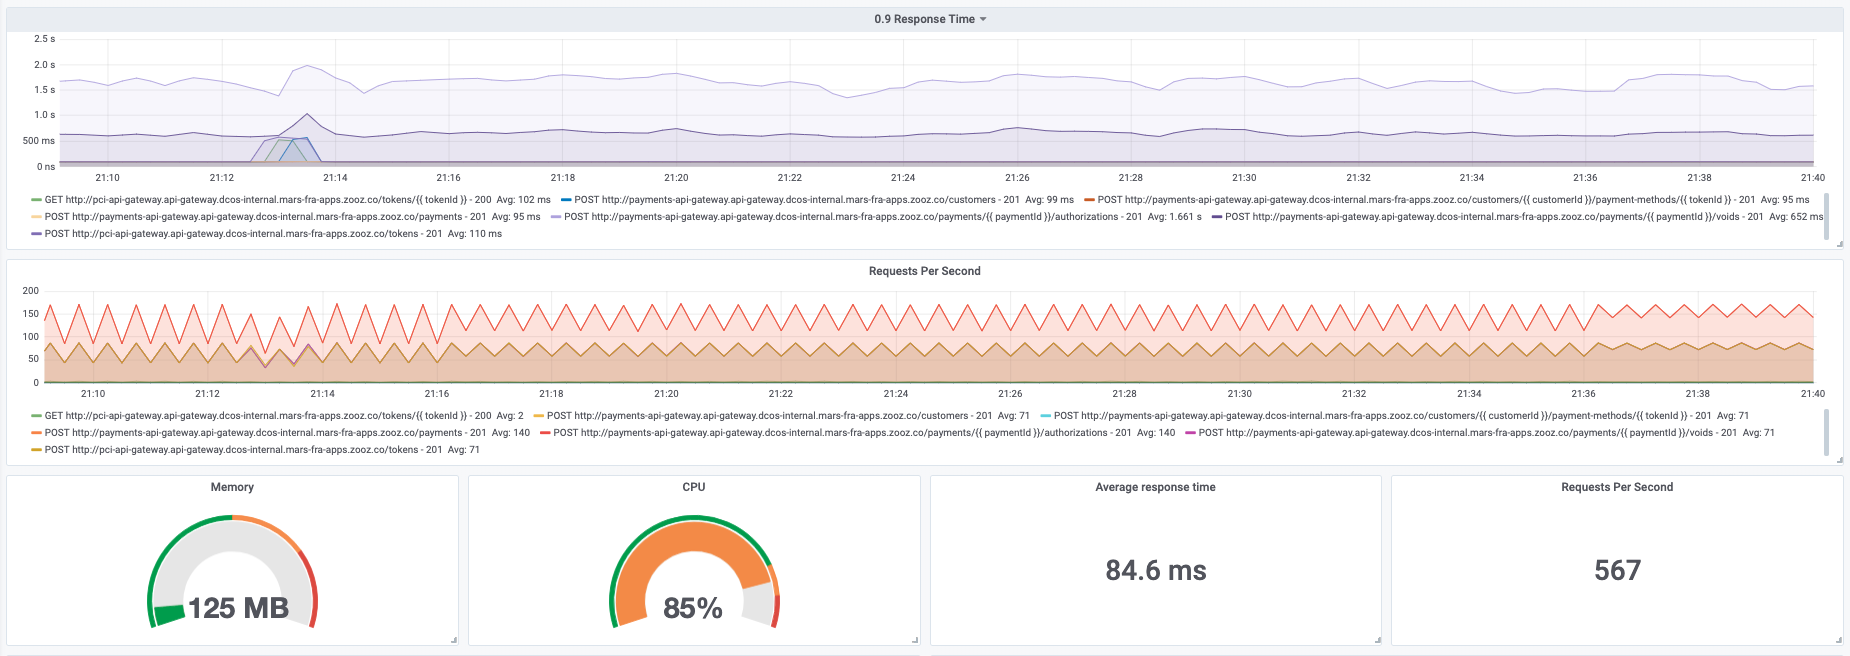 0.9 Response Time
2.5 s
2.0 s
1.5 s
1.0 s
500 ms
0 ns
21:10 21:12 21:14 21:16 21:18 21:20 21:22 21:24 21:26 21:28 21:30 21:32 21:34 21:36 21:38 21:40
GET http://pci-api-gateway.api-gateway.dcos-internal.mars-fra-apps.zooz.co/tokens/{{ tokenId }} - 200 Avg: 102 ms POST http://payments-api-gateway.api-gateway.dcos-internal.mars-fra-apps.zooz.co/customers - 201 Avg: 99 ms POST http://payments-api-gateway.api-gateway.dcos-internal.mars-fra-apps.zooz.co/customers/{{ customerId }}/payment-methods/{{ tokenId }} - 201 Avg: 95 ms
POST http://payments-api-gateway.api-gateway.dcos-internal.mars-fra-apps.zooz.co/payments - 201 Avg: 95 ms POST http://payments-api-gateway.api-gateway.dcos-internal.mars-fra-apps.zooz.co/payments/{{ paymentId }}/authorizations - 201 Avg: 1.661 s POST http://payments-api-gateway.api-gateway.dcos-internal.mars-fra-apps.zooz.co/payments/{{ paymentId }}/voids - 201 Avg: 652 ms
POST http://pci-api-gateway.api-gateway.dcos-internal.mars-fra-apps.zooz.co/tokens - 201 Avg: 110 ms
Requests Per Second
200
150
100
50
0
21:10 21:12 21:14 21:16 21:18 21:20 21:22 21:24 21:26 21:28 21:30 21:32 21:34 21:36 21:38 21:40
GET http://pci-api-gateway.api-gateway.dcos-internal.mars-fra-apps.zooz.co/tokens/{{ tokenId }} - 200 Avg: 2 POST http://payments-api-gateway.api-gateway.dcos-internal.mars-fra-apps.zooz.co/customers - 201 Avg: 71 POST http://payments-api-gateway.api-gateway.dcos-internal.mars-fra-apps.zooz.co/customers/{{ customerId }}/payment-methods/{{ tokenId }} - 201 Avg: 71
POST http://payments-api-gateway.api-gateway.dcos-internal.mars-fra-apps.zooz.co/payments - 201 Avg: 140 POST http://payments-api-gateway.api-gateway.dcos-internal.mars-fra-apps.zooz.co/payments/{{ paymentId }}/authorizations - 201 Avg: 140 POST http://payments-api-gateway.api-gateway.dcos-internal.mars-fra-apps.zooz.co/payments/{{ paymentId }}/voids - 201 Avg: 71
POST http://pci-api-gateway.api-gateway.dcos-internal.mars-fra-apps.zooz.co/tokens - 201 Avg: 71
Memory
125 MB
CPU
85%
Average response time
84.6 ms
Requests Per Second
567